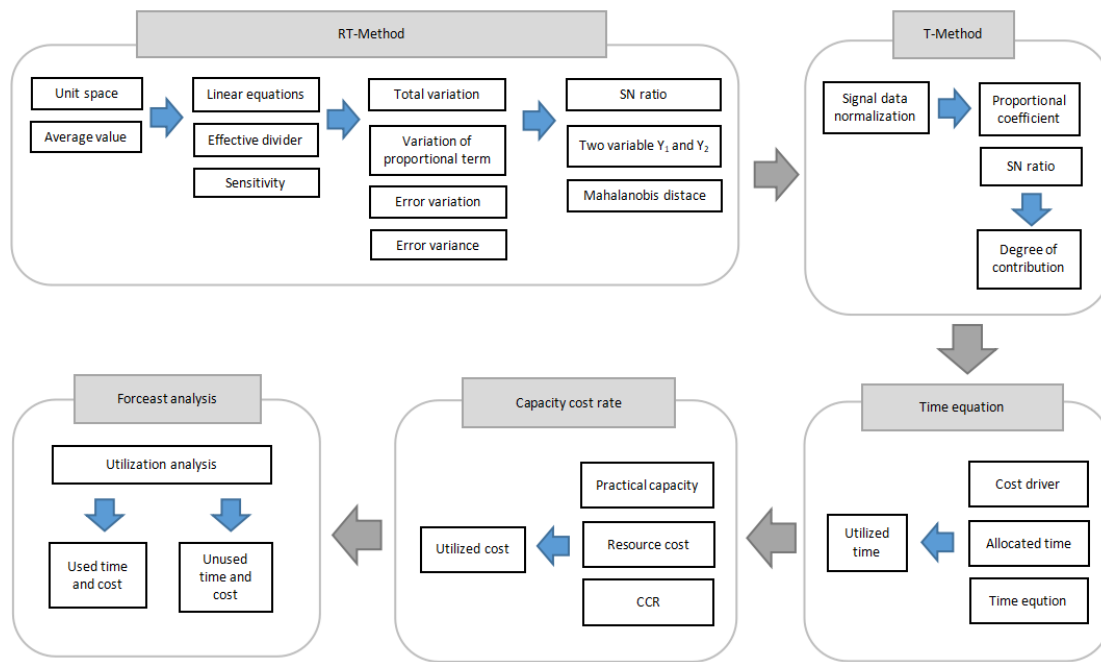 RT-Method
Unit space
Average value
Linear equations
Effective divider
Sensitivity
Total variation
Variation of
proportional term
Error variation
Error variance
SN ratio
Two variable Y₁ and Y₂
Mahalanobis distace
T-Method
Signal data
normalization
Proportional
coefficient
SN ratio
Degree of
contribution
Time equation
Cost driver
Allocated time
Time eqution
Utilized
time
Capacity cost rate
Practical capacity
Resource cost
CCR
Utilized cost
Forceast analysis
Utilization analysis
Used time
and cost
Unused
time and
cost